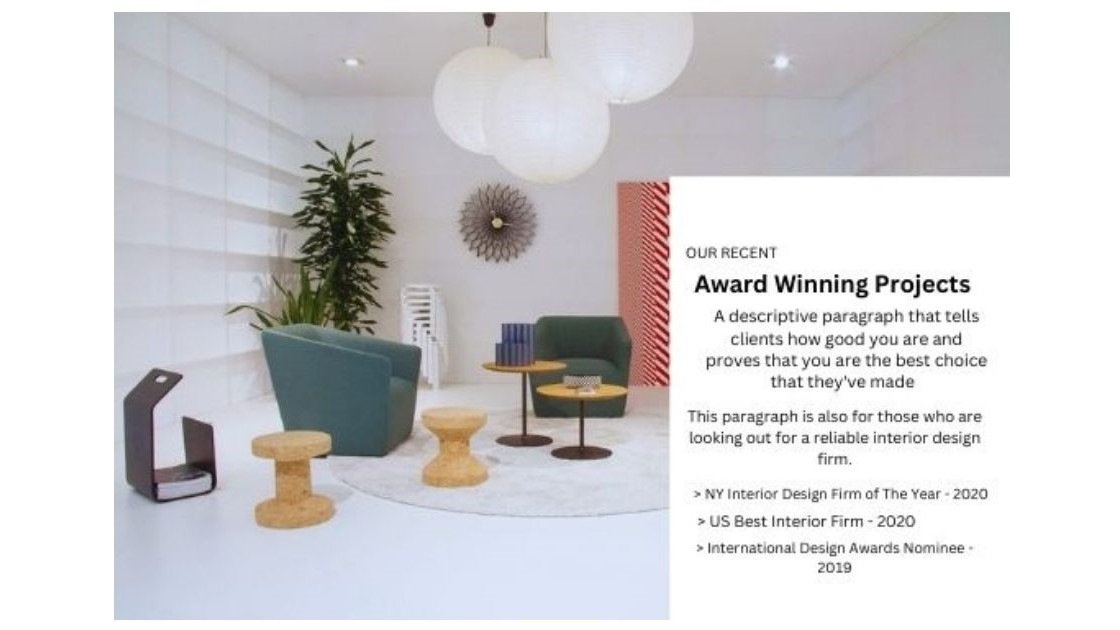 OUR RECENT
Award Winning Projects
A descriptive paragraph that tells
clients how good you are and
proves that you are the best choice
that they've made
This paragraph is also for those who are
looking out for a reliable interior design
firm.
> NY Interior Design Firm of The Year - 2020
> US Best Interior Firm - 2020
> International Design Awards Nominee -
2019